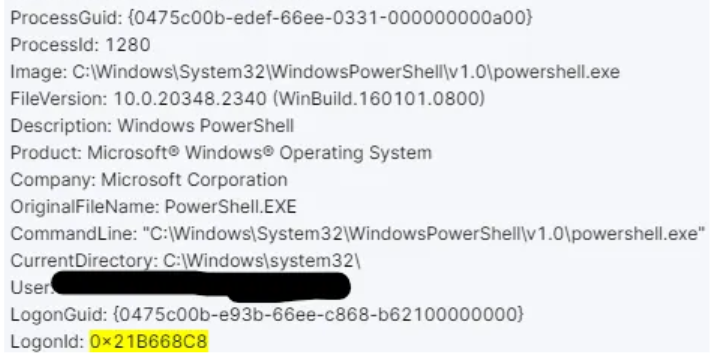 ProcessGuid: {0475c00b-edef-66ee-0331-000000000a00}
ProcessId: 1280
Image: C:\Windows\System32\WindowsPowerShell\v1.0\powershell.exe
FileVersion: 10.0.20348.2340 (WinBuild.160101.0800)
Description: Windows PowerShell
Product: Microsoft® Windows® Operating System
Company: Microsoft Corporation
OriginalFileName: PowerShell.EXE
CommandLine: "C:\Windows\System32\WindowsPowerShell\v1.0\powershell.exe"
CurrentDirectory: C:\Windows\system32\
User:
LogonGuid: {0475c00b-e93b-66ee-c868-b62100000000}
LogonId: 0×21B668C8